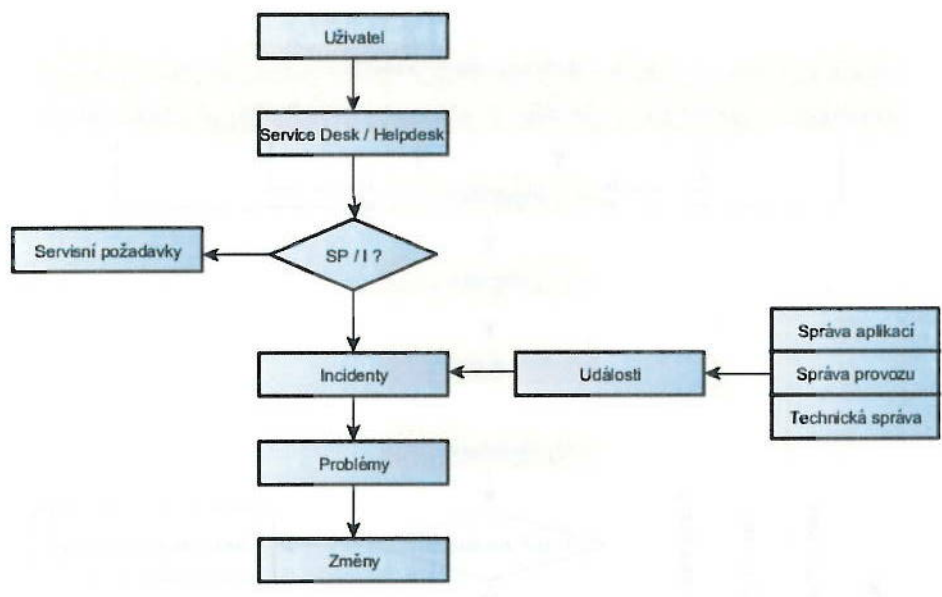 Uživatel
Service Desk / Helpdesk
SP / I ?
Servisní požadavky
Incidenty
Události
Správa aplikací
Správa provozu
Technická správa
Problémy
Změny